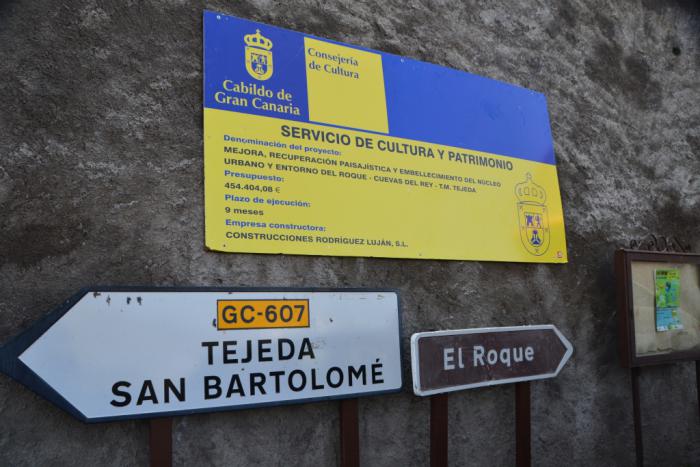 Cabildo de
Gran Canaria
Consejería
de Cultura
SERVICIO DE CULTURA Y PATRIMONIO
Denominación del proyecto:
MEJORA, RECUPERACIÓN PAISAJÍSTICA Y EMBELLECIMIENTO DEL NÚCLEO
URBANO Y ENTORNO DEL ROQUE - CUEVAS DEL REY - T.M. TEJEDA
Presupuesto:
454.404,08 €
Plazo de ejecución:
9 meses
Empresa constructora:
CONSTRUCCIONES RODRÍGUEZ LUJÁN, S.L.
GC-607
TEJEDA
SAN BARTOLOMÉ
El Roque